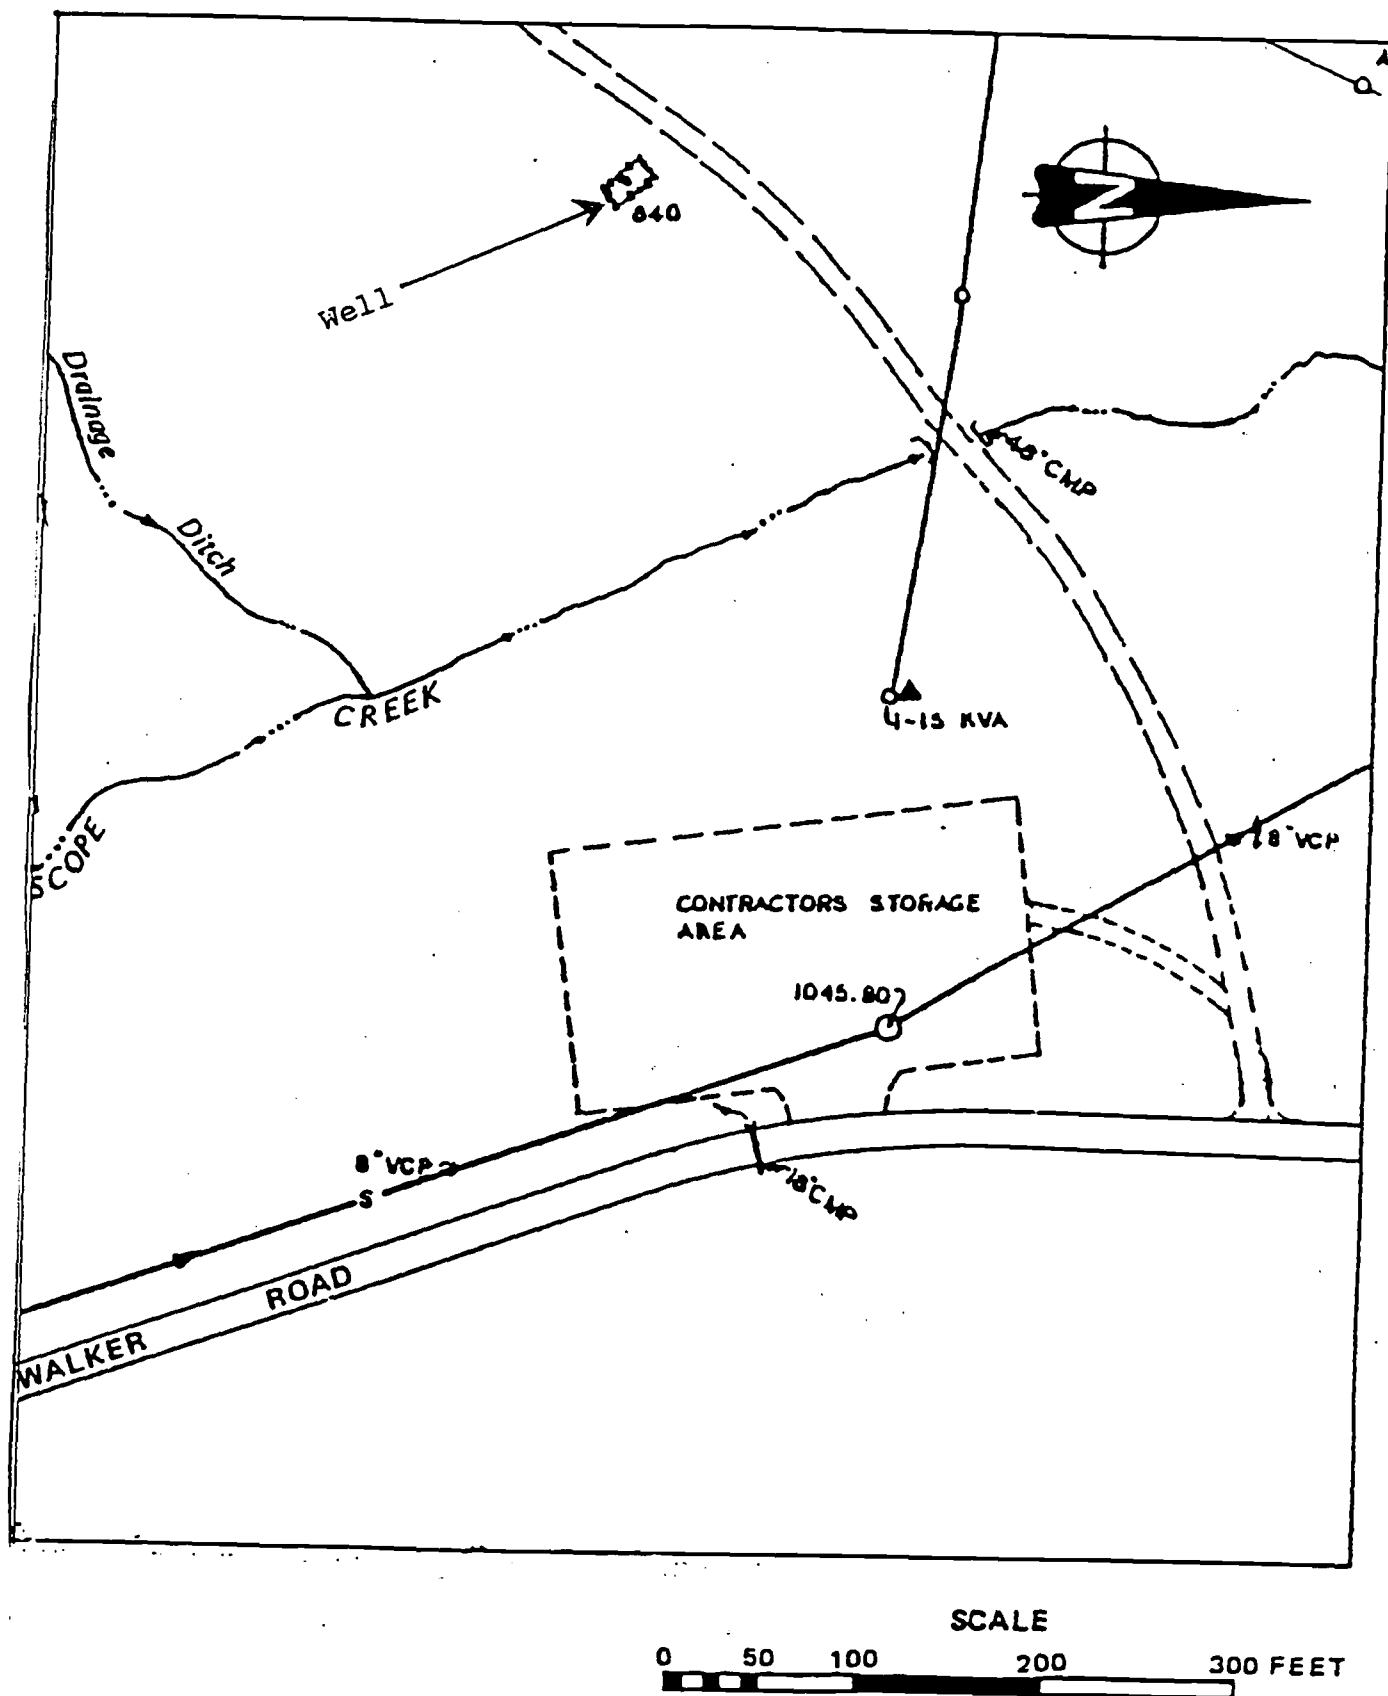 N
840
Well
Drainage
48"CMP
Ditch
CREEK
4-15 KVA
SCOPE
8"VCP
CONTRACTORS STORAGE
AREA
1045.80
8"VCP
S
18"CMP
ROAD
WALKER
SCALE
0 50 100 200 300 FEET